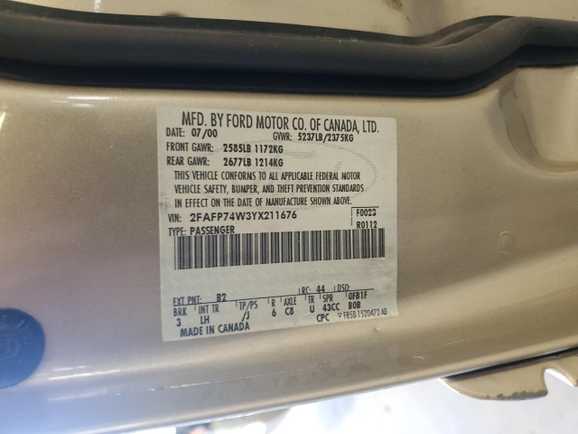 MFD. BY FORD MOTOR CO. OF CANADA, LTD.
DATE: 07/00 GVWR: 5237LB/2375KG
FRONT GAWR: 2585LB 1172KG
REAR GAWR: 2677LB 1214KG
THIS VEHICLE CONFORMS TO ALL APPLICABLE FEDERAL MOTOR
VEHICLE SAFETY, BUMPER, AND THEFT PREVENTION STANDARDS
IN EFFECT ON THE DATE OF MANUFACTURE SHOWN ABOVE.
VIN: 2FAFP74W3YX211676 F0023
TYPE: PASSENGER R0112
EXT PNT: B2 RC: 44 DSO:
BRK INT TR TP/PS R AXLE TR SPR 0FB1F
3 LH /J 6 C8 U 43CC BOB
MADE IN CANADA CPC